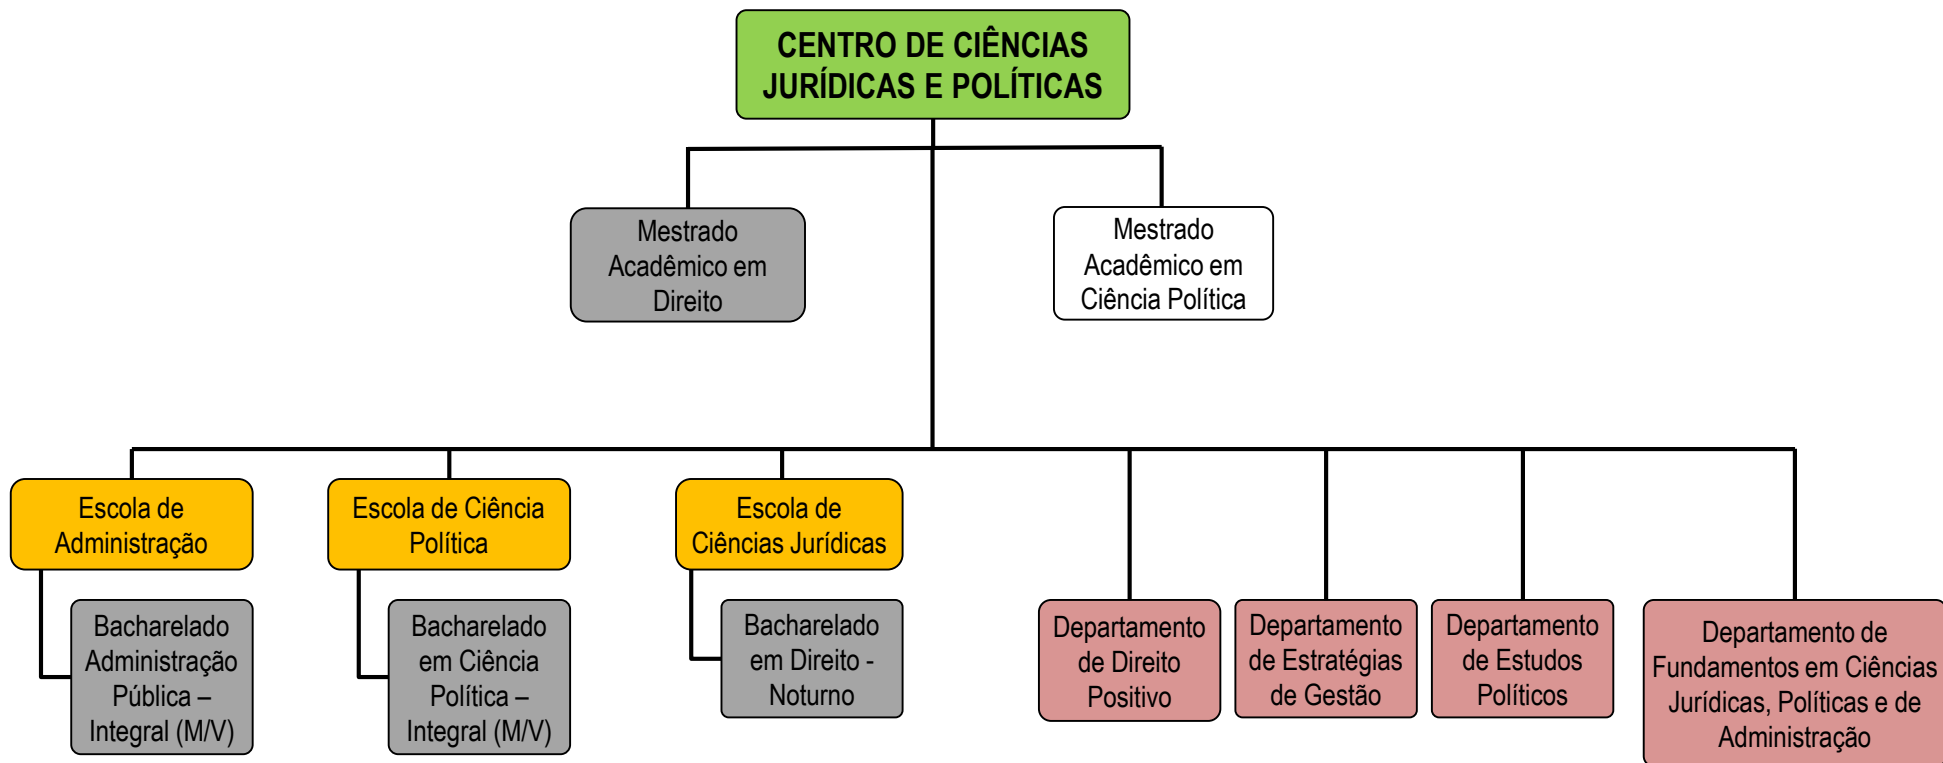 CENTRO DE CIÊNCIAS
JURÍDICAS E POLÍTICAS
Mestrado
Acadêmico em
Direito
Mestrado
Acadêmico em
Ciência Política
Escola de
Administração
Escola de Ciência
Política
Escola de
Ciências Jurídicas
Bacharelado
Administração
Pública –
Integral (M/V)
Bacharelado
em Ciência
Política –
Integral (M/V)
Bacharelado
em Direito -
Noturno
Departamento
de Direito
Positivo
Departamento
de Estratégias
de Gestão
Departamento
de Estudos
Políticos
Departamento de
Fundamentos em Ciências
Jurídicas, Políticas e de
Administração